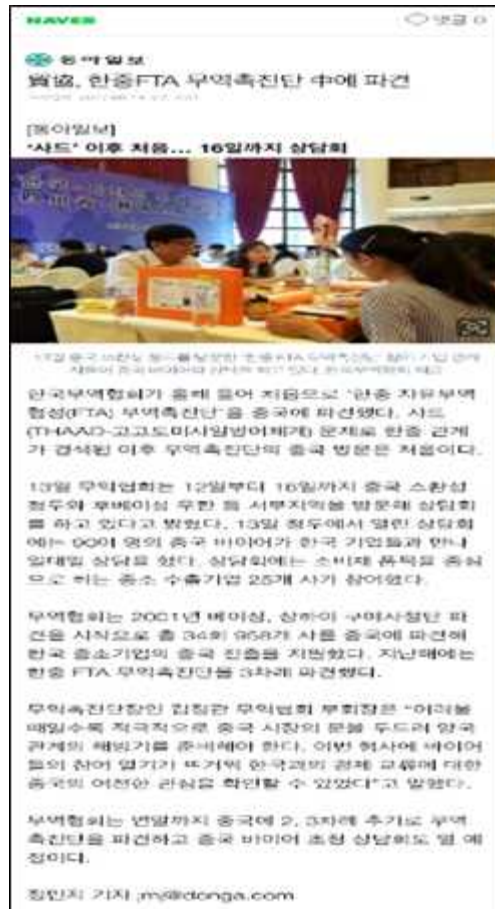 NAVER
댓글 0
동아일보
貿協, 한중FTA 무역촉진단 中에 파견
[동아일보]
‘사드’ 이후 처음... 16일까지 상담회
한국무역협회가 올해 들어 처음으로 ‘한중 자유무역
협정(FTA) 무역촉진단’을 중국에 파견했다. 사드
(THAAD·고고도미사일방어체계) 문제로 한중 관계
가 경색된 이후 무역촉진단의 중국 방문은 처음이다.
13일 무역협회는 12일부터 16일까지 중국 쓰촨성
청두와 후베이성 우한 등 서부지역을 방문해 상담회
를 하고 있다고 밝혔다. 13일 청두에서 열린 상담회
에는 90여 명의 중국 바이어가 한국 기업들과 만나
일대일 상담을 했다. 상담회에는 소비재 품목을 중심
으로 하는 중소 수출기업 25개 사가 참여했다.
무역협회는 2001년 베이징, 상하이 구매사절단 파
견을 시작으로 총 34회 958개 사를 중국에 파견해
한국 중소기업의 중국 진출을 지원했다. 지난해에는
한중 FTA 무역촉진단을 3차례 파견했다.
무역촉진단장인 김정관 무역협회 부회장은 “어려울
때일수록 적극적으로 중국 시장의 문을 두드려 양국
관계의 해빙기를 준비해야 한다. 이번 행사에 바이어
들의 참여 열기가 뜨거워 한국과의 경제 교류에 대한
중국의 여전한 관심을 확인할 수 있었다”고 말했다.
무역협회는 연말까지 중국에 2, 3차례 추가로 무역
촉진단을 파견하고 중국 바이어 초청 상담회도 열 예
정이다.
정민지 기자 jmj@donga.com